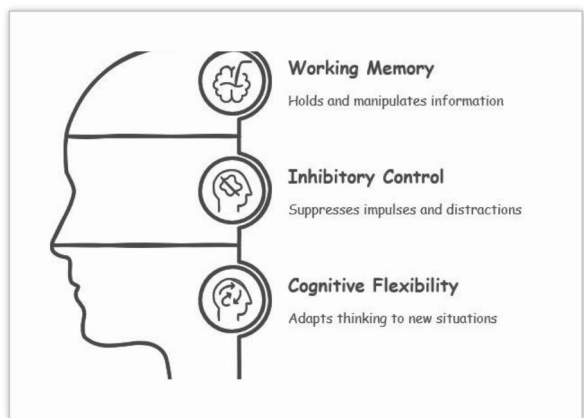 Working Memory
Holds and manipulates information
Inhibitory Control
Suppresses impulses and distractions
Cognitive Flexibility
Adapts thinking to new situations